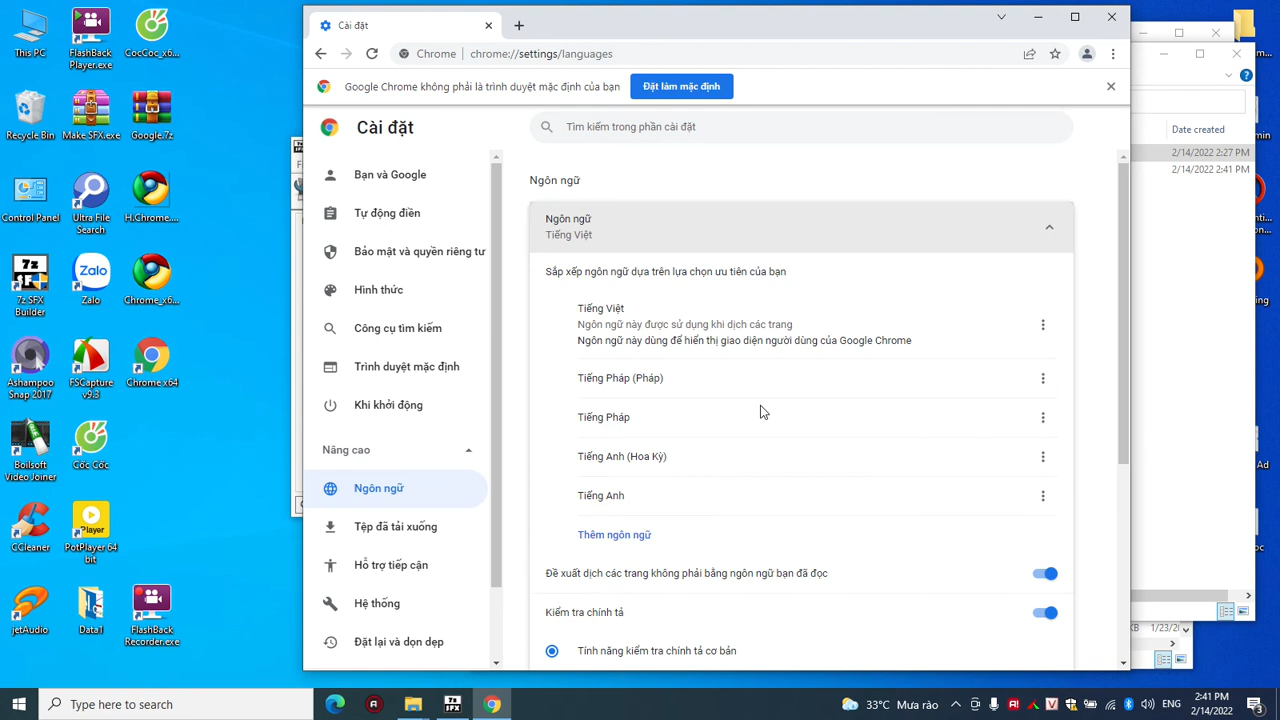 This PC
FlashBack
Player.exe
CocCoc_x6...
Recycle Bin
Make SFX.exe
Google.7z
Control Panel
Ultra File
Search
H.Chrome....
7z SFX
Builder
Zalo
Chrome_x6...
Ashampoo
Snap 2017
FSCapture
v9.3
Chrome x64
Boilsoft
Video Joiner
Cốc Cốc
CCleaner
PotPlayer 64
bit
jetAudio
Data1
FlashBack
Recorder.exe
Cài đặt
Chrome
chrome://settings/languages
Google Chrome không phải là trình duyệt mặc định của bạn
Đặt làm mặc định
Cài đặt
Tìm kiếm trong phần cài đặt
Bạn và Google
Tự động điền
Bảo mật và quyền riêng tư
Hình thức
Công cụ tìm kiếm
Trình duyệt mặc định
Khi khởi động
Nâng cao
Ngôn ngữ
Tệp đã tải xuống
Hỗ trợ tiếp cận
Hệ thống
Đặt lại và dọn dẹp
Ngôn ngữ
Ngôn ngữ
Tiếng Việt
Sắp xếp ngôn ngữ dựa trên lựa chọn ưu tiên của bạn
Tiếng Việt
Ngôn ngữ này được sử dụng khi dịch các trang
Ngôn ngữ này dùng để hiển thị giao diện người dùng của Google Chrome
Tiếng Pháp (Pháp)
Tiếng Pháp
Tiếng Anh (Hoa Kỳ)
Tiếng Anh
Thêm ngôn ngữ
Đề xuất dịch các trang không phải bằng ngôn ngữ bạn đã đọc
Kiểm tra chính tả
Tính năng kiểm tra chính tả cơ bản
Date created
2/14/2022 2:27 PM
2/14/2022 2:41 PM
KB
1/23/20
Type here to search
33°C Mưa rào
ENG
2:41 PM
2/14/2022
3